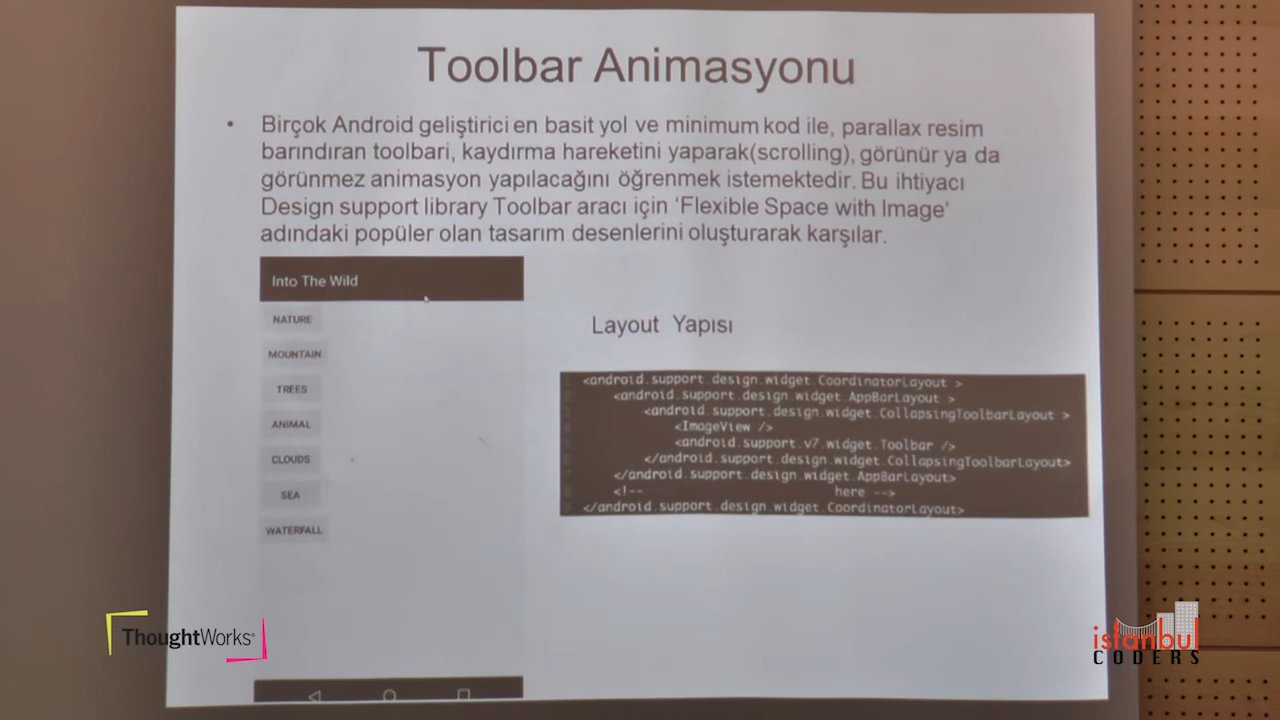 Toolbar Animasyonu
• Birçok Android geliştirici en basit yol ve minimum kod ile, parallax resim
barındıran toolbari, kaydırma hareketini yaparak(scrolling), görünür ya da
görünmez animasyon yapılacağını öğrenmek istemektedir. Bu ihtiyacı
Design support library Toolbar aracı için 'Flexible Space with Image'
adındaki popüler olan tasarım desenlerini oluşturarak karşılar.
Into The Wild
NATURE
MOUNTAIN
TREES
ANIMAL
CLOUDS
SEA
WATERFALL
Layout Yapısı
<android.support.design.widget.CoordinatorLayout >
<android.support.design.widget.AppBarLayout >
<android.support.design.widget.CollapsingToolbarLayout >
<ImageView />
<android.support.v7.widget.Toolbar />
</android.support.design.widget.CollapsingToolbarLayout>
</android.support.design.widget.AppBarLayout>
<!-- here -->
</android.support.design.widget.CoordinatorLayout>
ThoughtWorks®
istanbul
CODERS